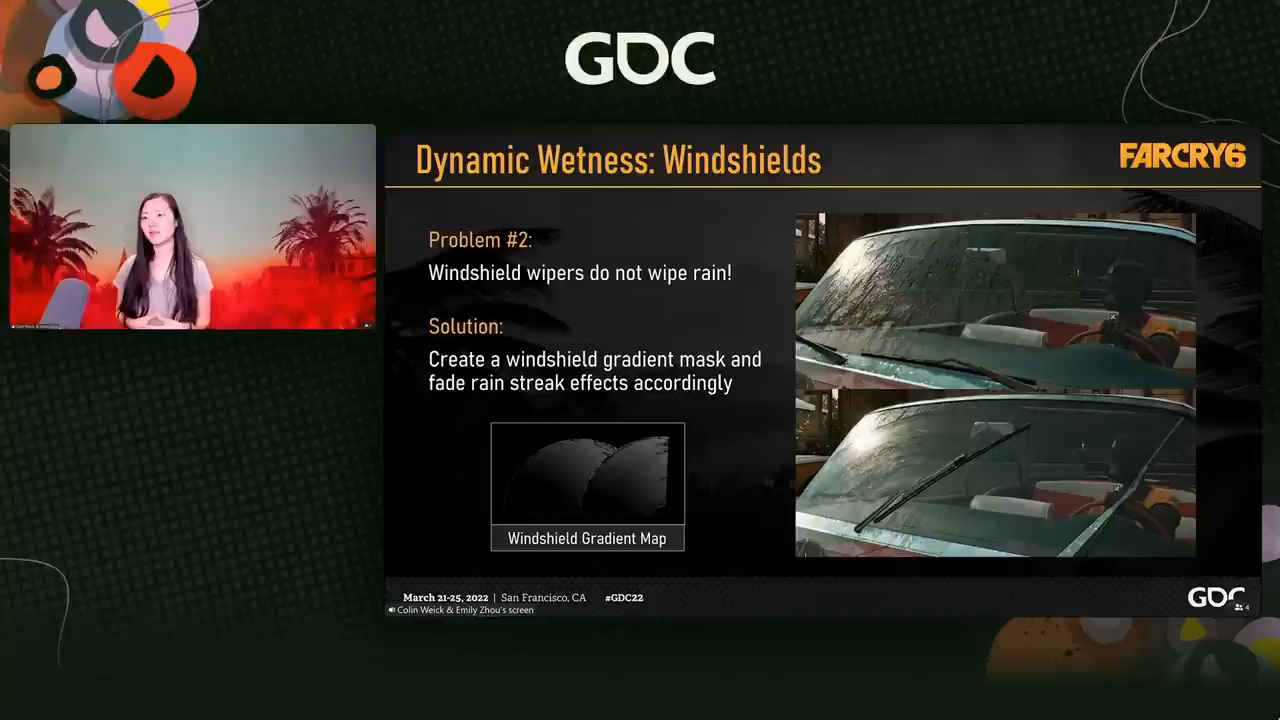 GDC
Dynamic Wetness: Windshields
FARCRY6
Problem #2:
Windshield wipers do not wipe rain!
Solution:
Create a windshield gradient mask and
fade rain streak effects accordingly
Windshield Gradient Map
March 21-25, 2022 | San Francisco, CA #GDC22
GDC
Colin Weick & Emily Zhou's screen
4